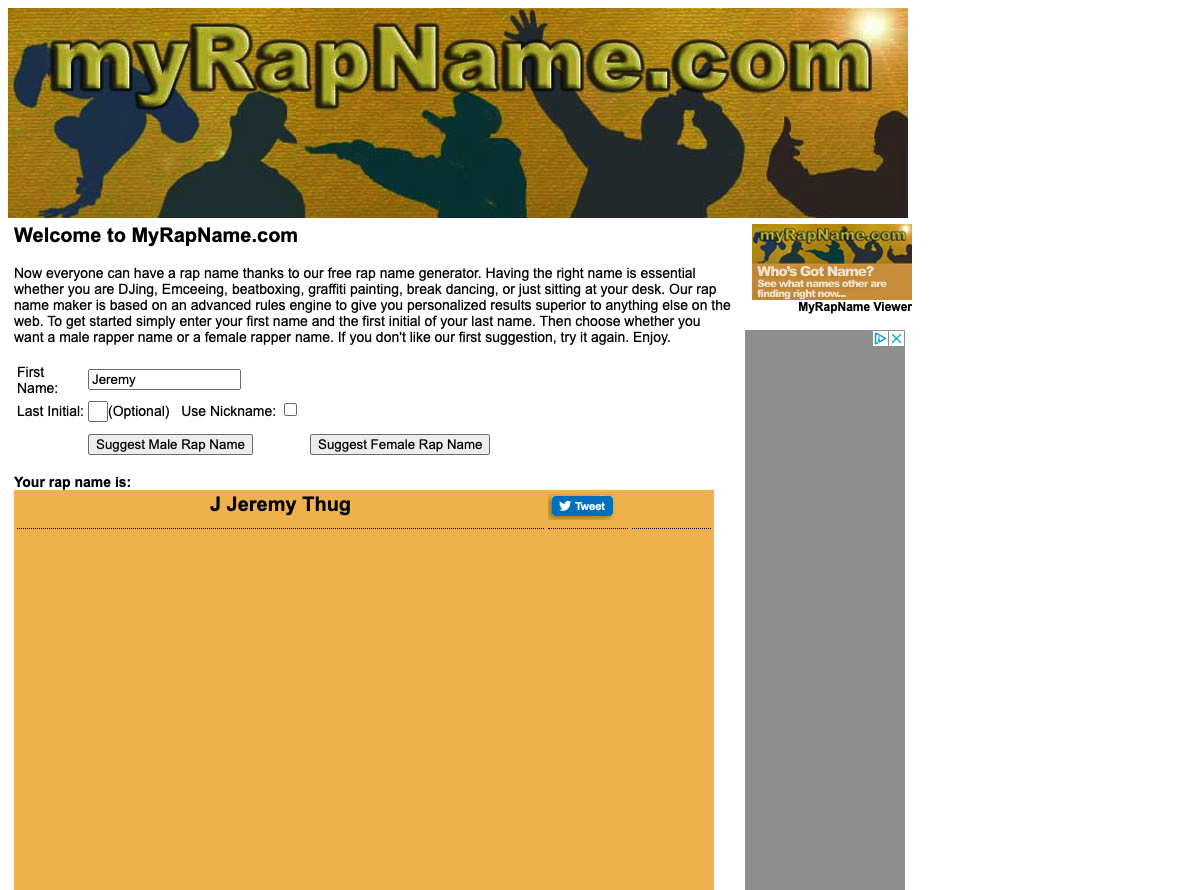 myRapName.com
Welcome to MyRapName.com
Now everyone can have a rap name thanks to our free rap name generator. Having the right name is essential
whether you are DJing, Emceeing, beatboxing, graffiti painting, break dancing, or just sitting at your desk. Our rap
name maker is based on an advanced rules engine to give you personalized results superior to anything else on the
web. To get started simply enter your first name and the first initial of your last name. Then choose whether you
want a male rapper name or a female rapper name. If you don't like our first suggestion, try it again. Enjoy.
First
Name:
Jeremy
Last Initial: (Optional) Use Nickname:
Suggest Male Rap Name Suggest Female Rap Name
Your rap name is:
J Jeremy Thug
Tweet
myRapName.com
Who's Got Name?
See what names other are
finding right now...
MyRapName Viewer